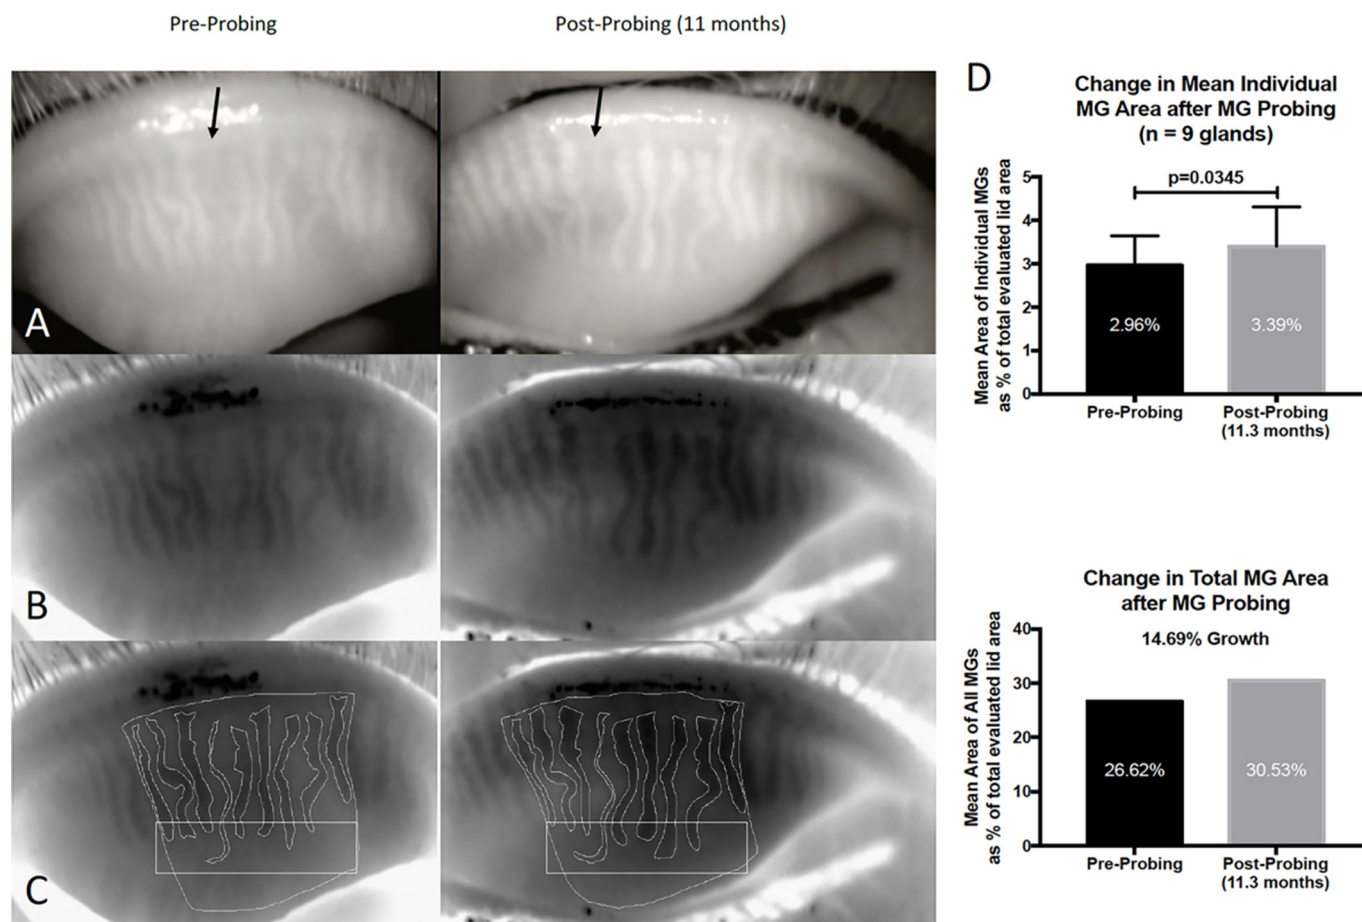 Pre-Probing
Post-Probing (11 months)
A
B
C
D
Change in Mean Individual
MG Area after MG Probing
(n = 9 glands)
Mean Area of Individual MGs
as % of total evaluated lid area
5
4
3
2
1
0
p=0.0345
2.96%
3.39%
Pre-Probing
Post-Probing
(11.3 months)
Change in Total MG Area
after MG Probing
Mean Area of All MGs
as % of total evaluated lid area
40
30
20
10
0
14.69% Growth
26.62%
30.53%
Pre-Probing
Post-Probing
(11.3 months)